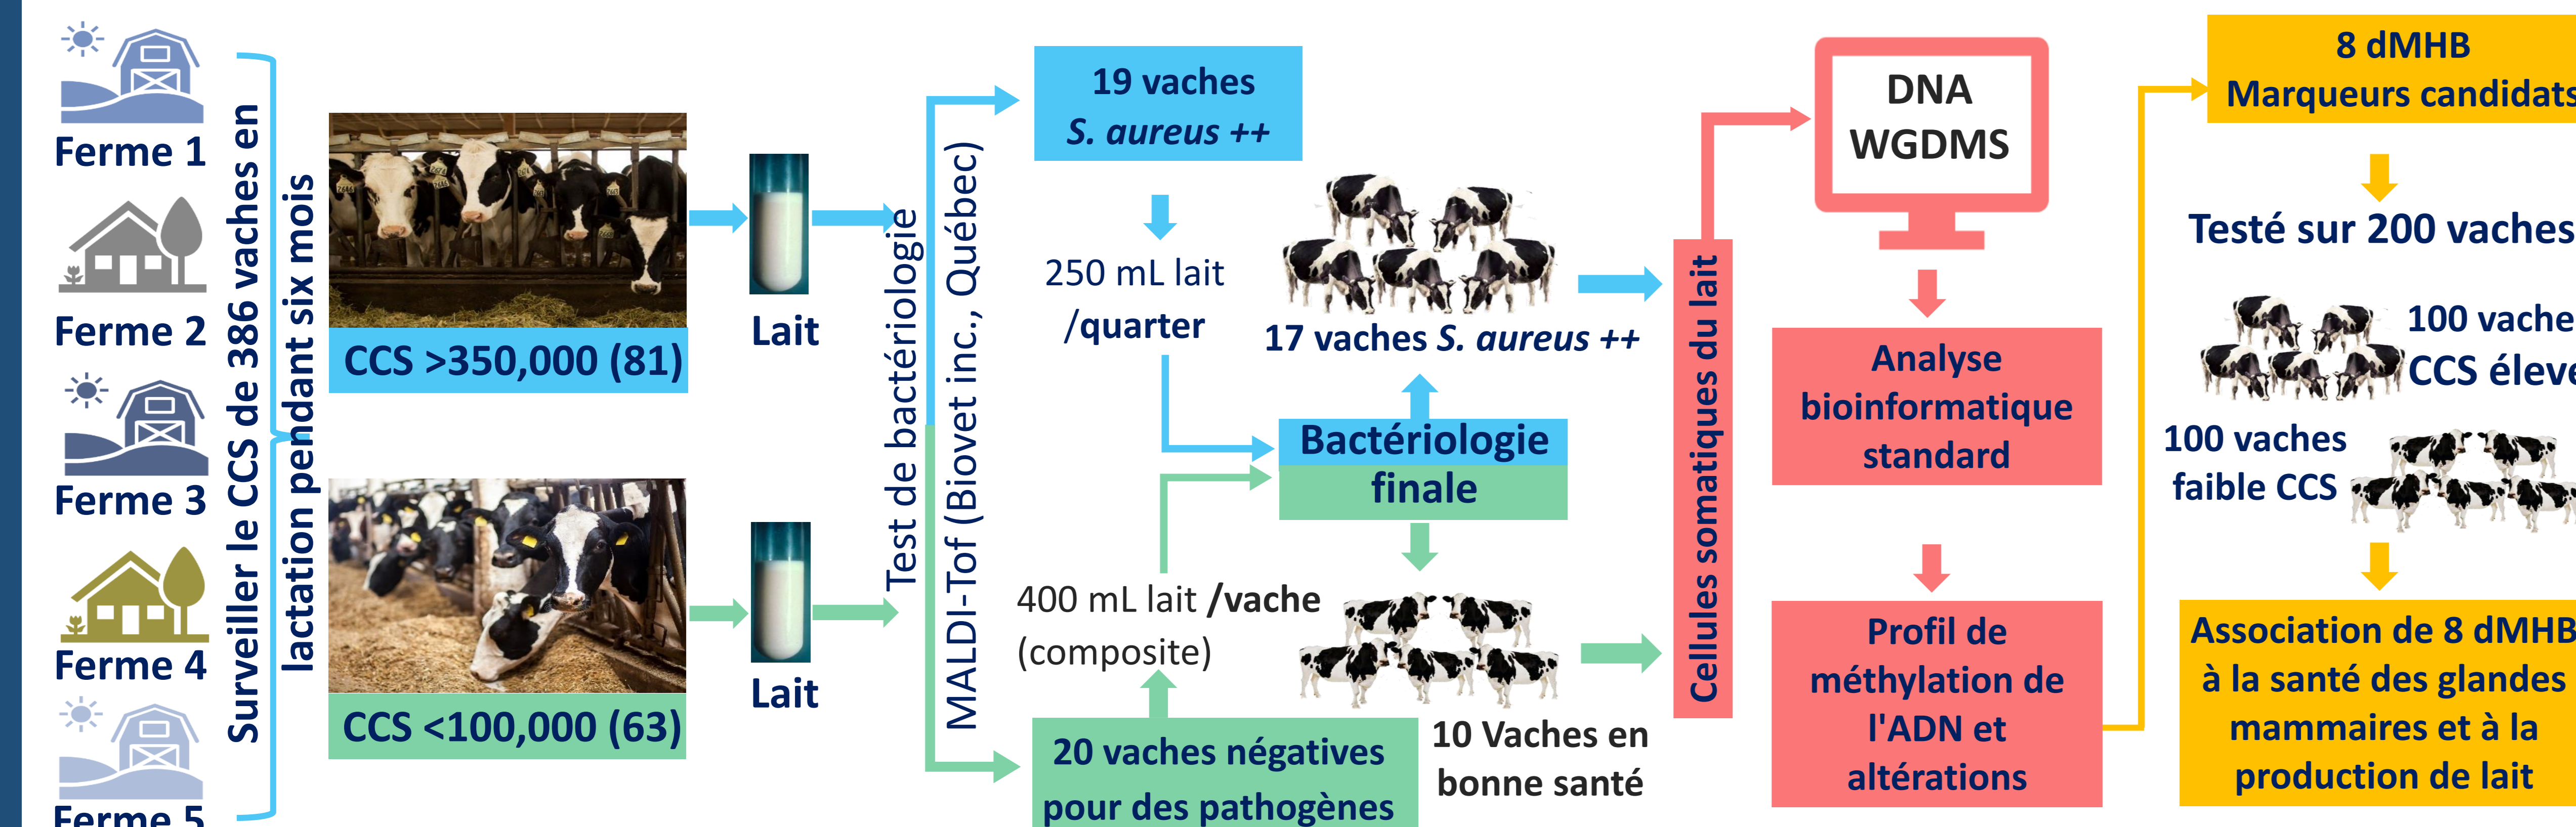 Ferme 1
Ferme 2
Ferme 3
Ferme 4
Ferme 5
Surveiller le CCS de 386 vaches en
lactation pendant six mois
CCS >350,000 (81)
CCS <100,000 (63)
Lait
Lait
Test de bactériologie
MALDI-Tof (Biovet inc., Québec)
19 vaches
S. aureus ++
250 mL lait
/quarter
400 mL lait /vache
(composite)
20 vaches négatives
pour des pathogènes
Bactériologie
finale
17 vaches S. aureus ++
10 Vaches en
bonne santé
Cellules somatiques du lait
DNA
WGDMS
Analyse
bioinformatique
standard
Profil de
méthylation de
l'ADN et
altérations
8 dMHB
Marqueurs candidats
Testé sur 200 vaches
100 vache
CCS élevé
100 vaches
faible CCS
Association de 8 dMHB
à la santé des glandes
mammaires et à la
production de lait